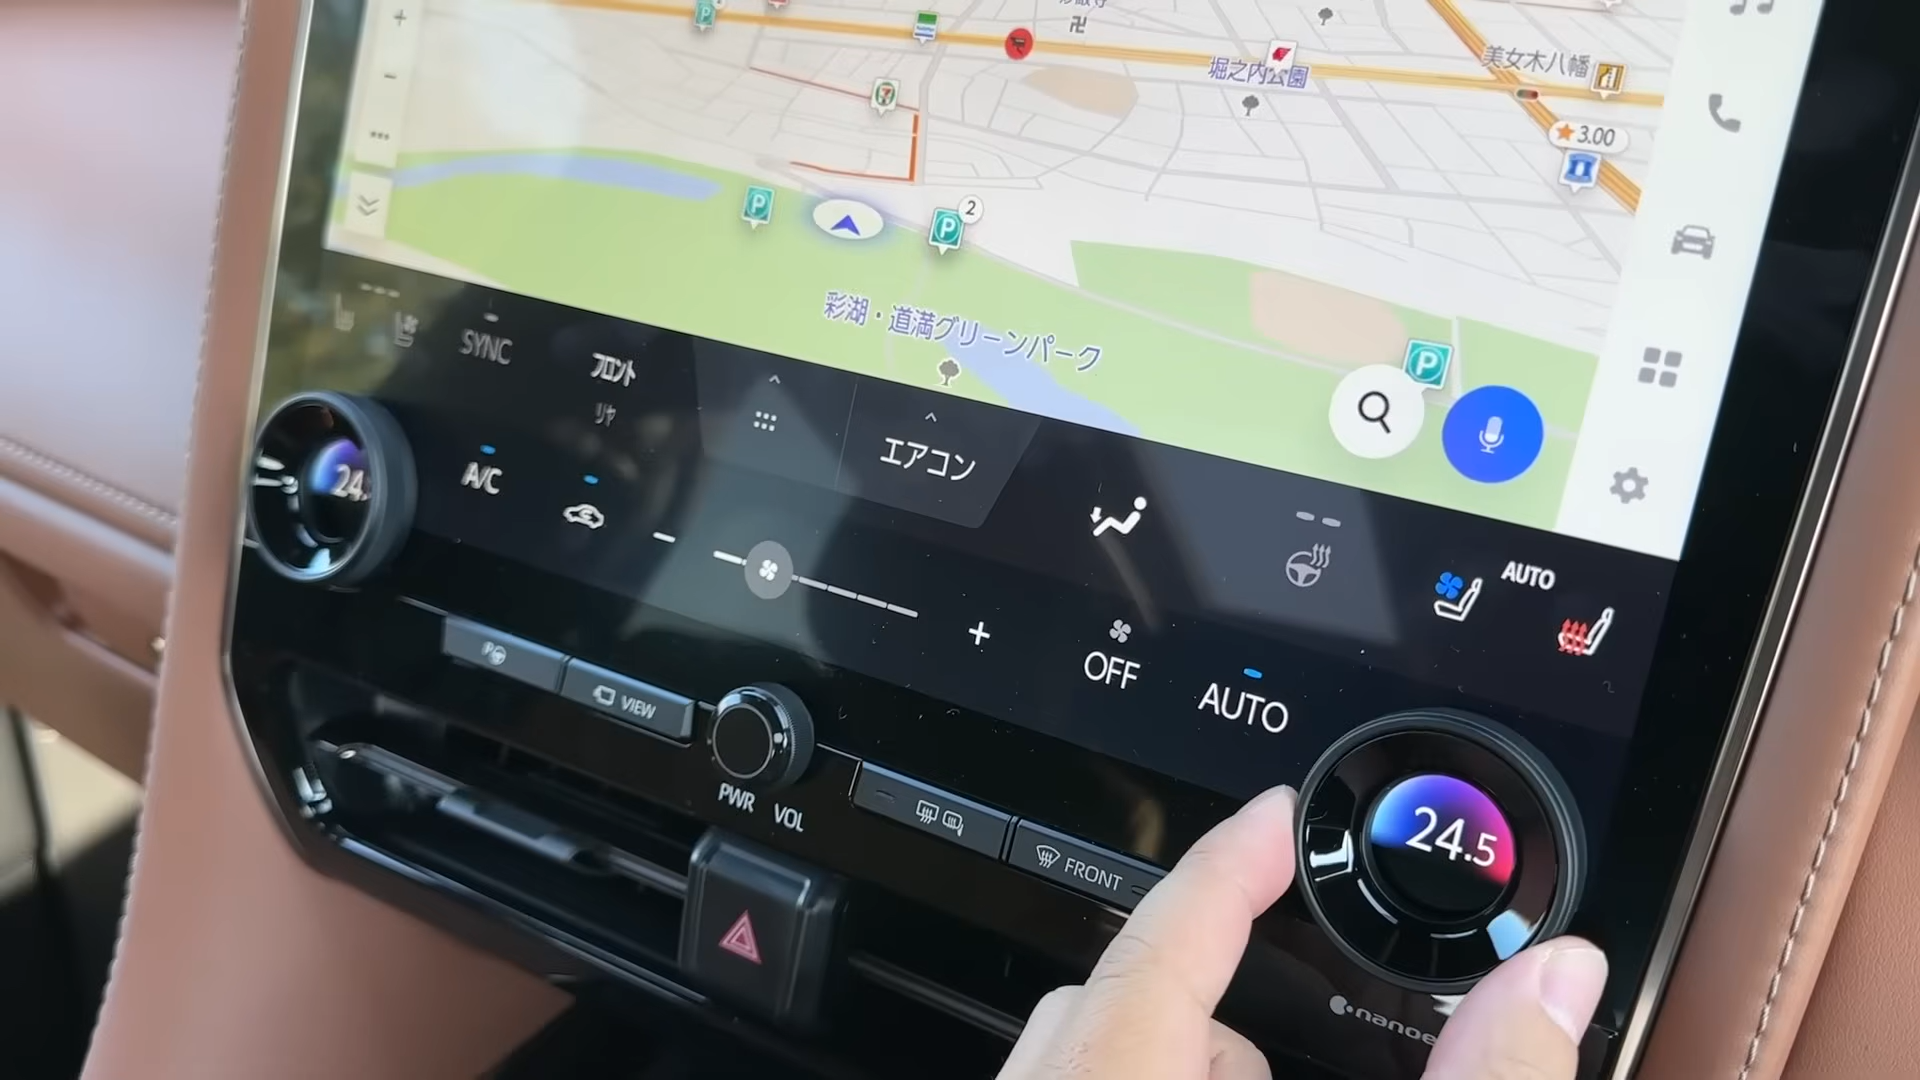 美女木八幡
堀之内公園
3.00
P
P
2
P
P
彩湖・道満グリーンパーク
SYNC
フロント
リヤ
エアコン
A/C
AUTO
OFF
AUTO
24.
24.5
VIEW
PWR VOL
FRONT
nanoe